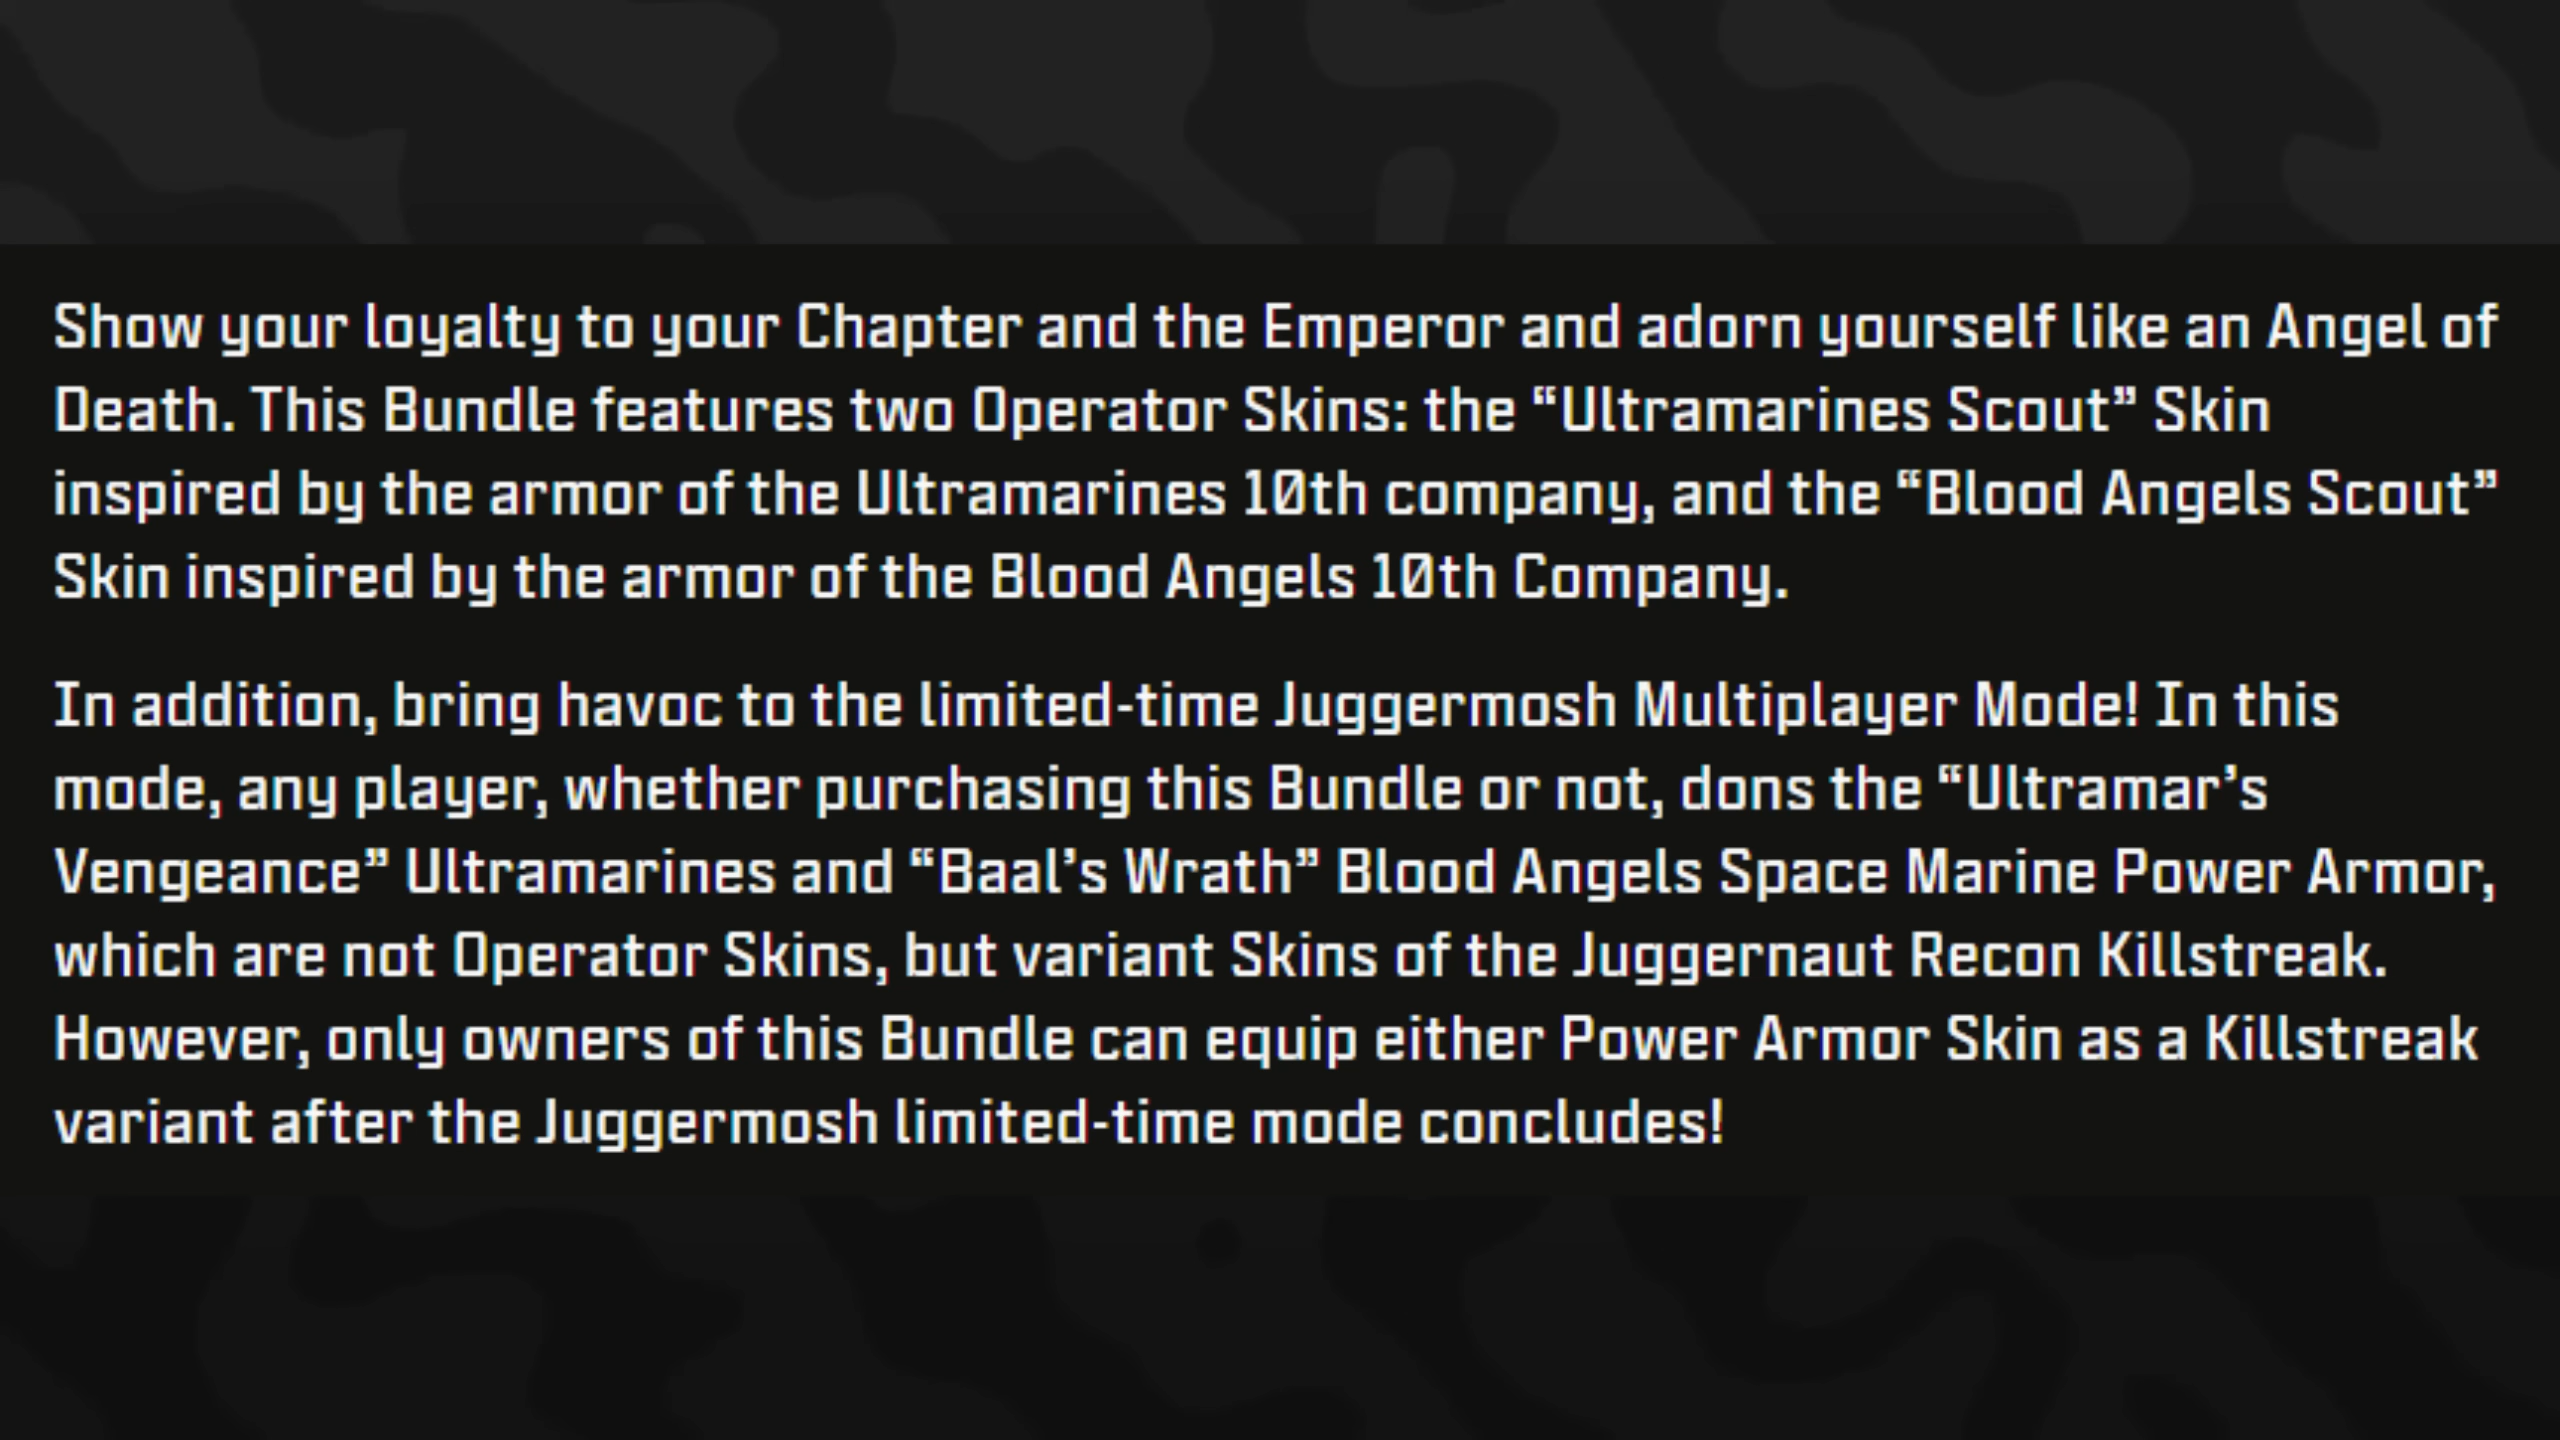 Show your loyalty to your Chapter and the Emperor and adorn yourself like an Angel of
Death. This Bundle features two Operator Skins: the “Ultramarines Scout” Skin
inspired by the armor of the Ultramarines 10th company, and the “Blood Angels Scout”
Skin inspired by the armor of the Blood Angels 10th Company.
In addition, bring havoc to the limited-time Juggermosh Multiplayer Mode! In this
mode, any player, whether purchasing this Bundle or not, dons the “Ultramar’s
Vengeance” Ultramarines and “Baal’s Wrath” Blood Angels Space Marine Power Armor,
which are not Operator Skins, but variant Skins of the Juggernaut Recon Killstreak.
However, only owners of this Bundle can equip either Power Armor Skin as a Killstreak
variant after the Juggermosh limited-time mode concludes!